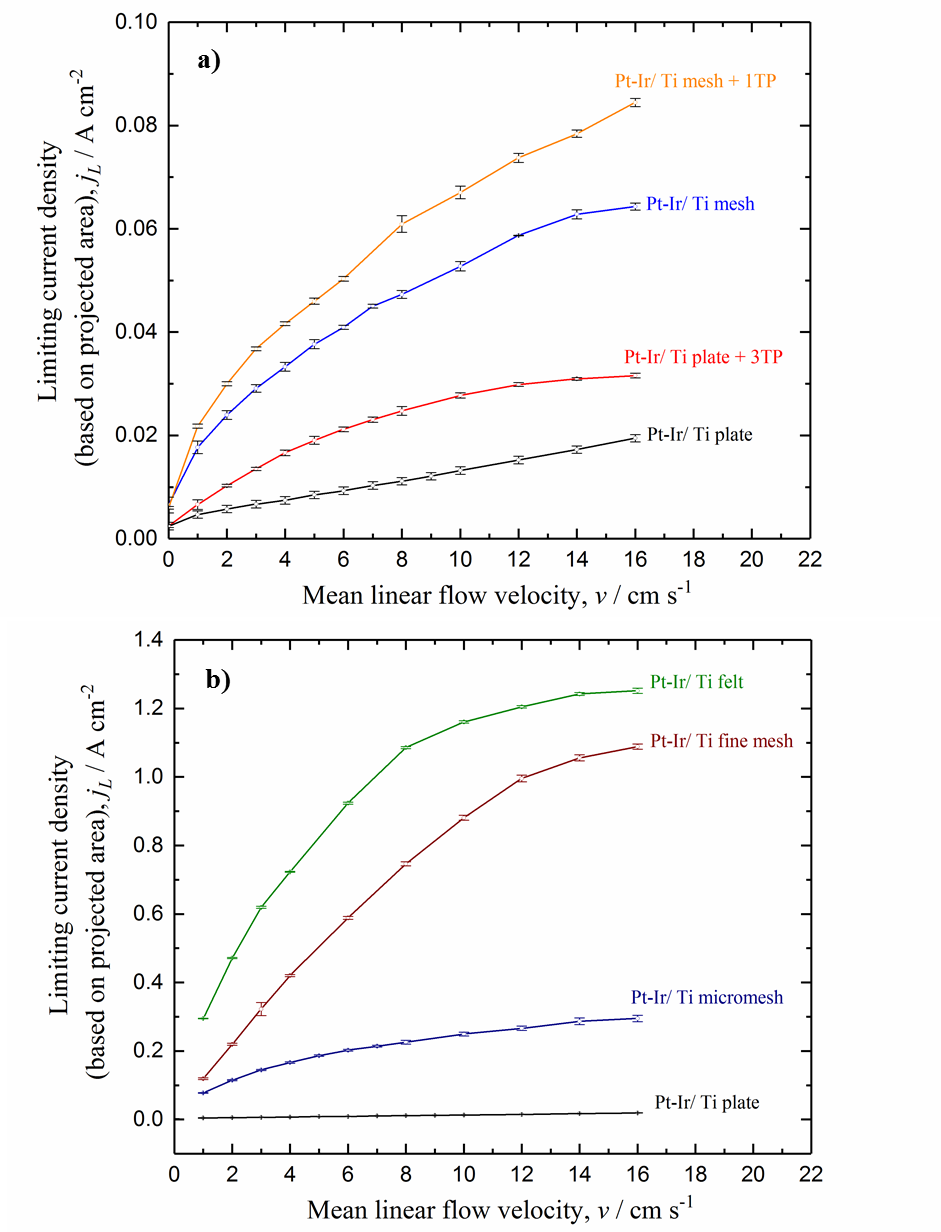 a)
0.10
0.08
0.06
0.04
0.02
0.00
Limiting current density
(based on projected area), j_L / A cm⁻²
Pt-Ir/ Ti mesh + 1TP
Pt-Ir/ Ti mesh
Pt-Ir/ Ti plate + 3TP
Pt-Ir/ Ti plate
0 2 4 6 8 10 12 14 16 18 20 22
Mean linear flow velocity, v / cm s⁻¹
b)
1.4
1.2
1.0
0.8
0.6
0.4
0.2
0.0
Limiting current density
(based on projected area), j_L / A cm⁻²
Pt-Ir/ Ti felt
Pt-Ir/ Ti fine mesh
Pt-Ir/ Ti micromesh
Pt-Ir/ Ti plate
0 2 4 6 8 10 12 14 16 18 20 22
Mean linear flow velocity, v / cm s⁻¹